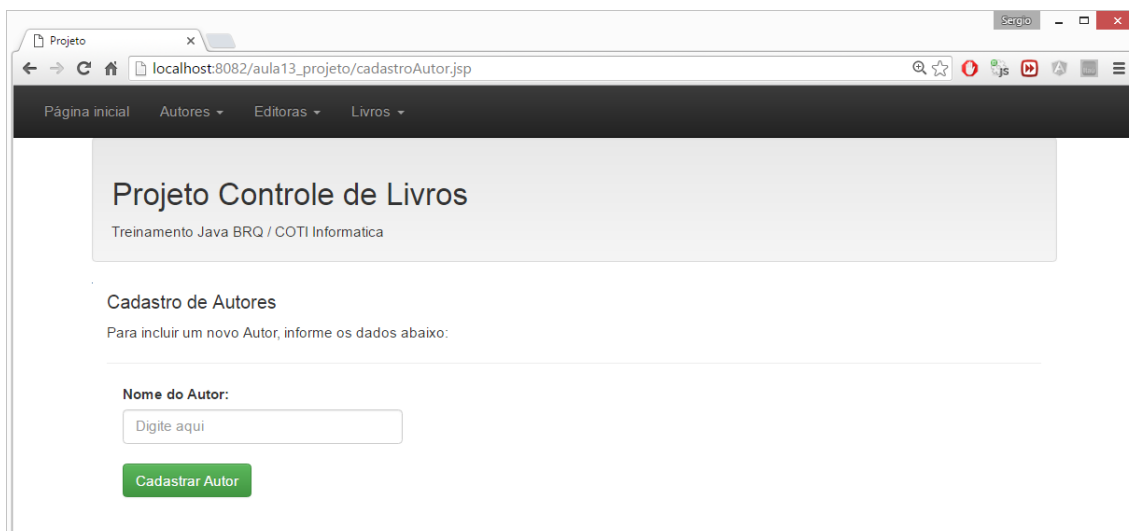 Sergio
Projeto
localhost:8082/aula13_projeto/cadastroAutor.jsp
js
Página inicial Autores Editoras Livros
Projeto Controle de Livros
Treinamento Java BRQ / COTI Informatica
Cadastro de Autores
Para incluir um novo Autor, informe os dados abaixo:
Nome do Autor:
Digite aqui
Cadastrar Autor